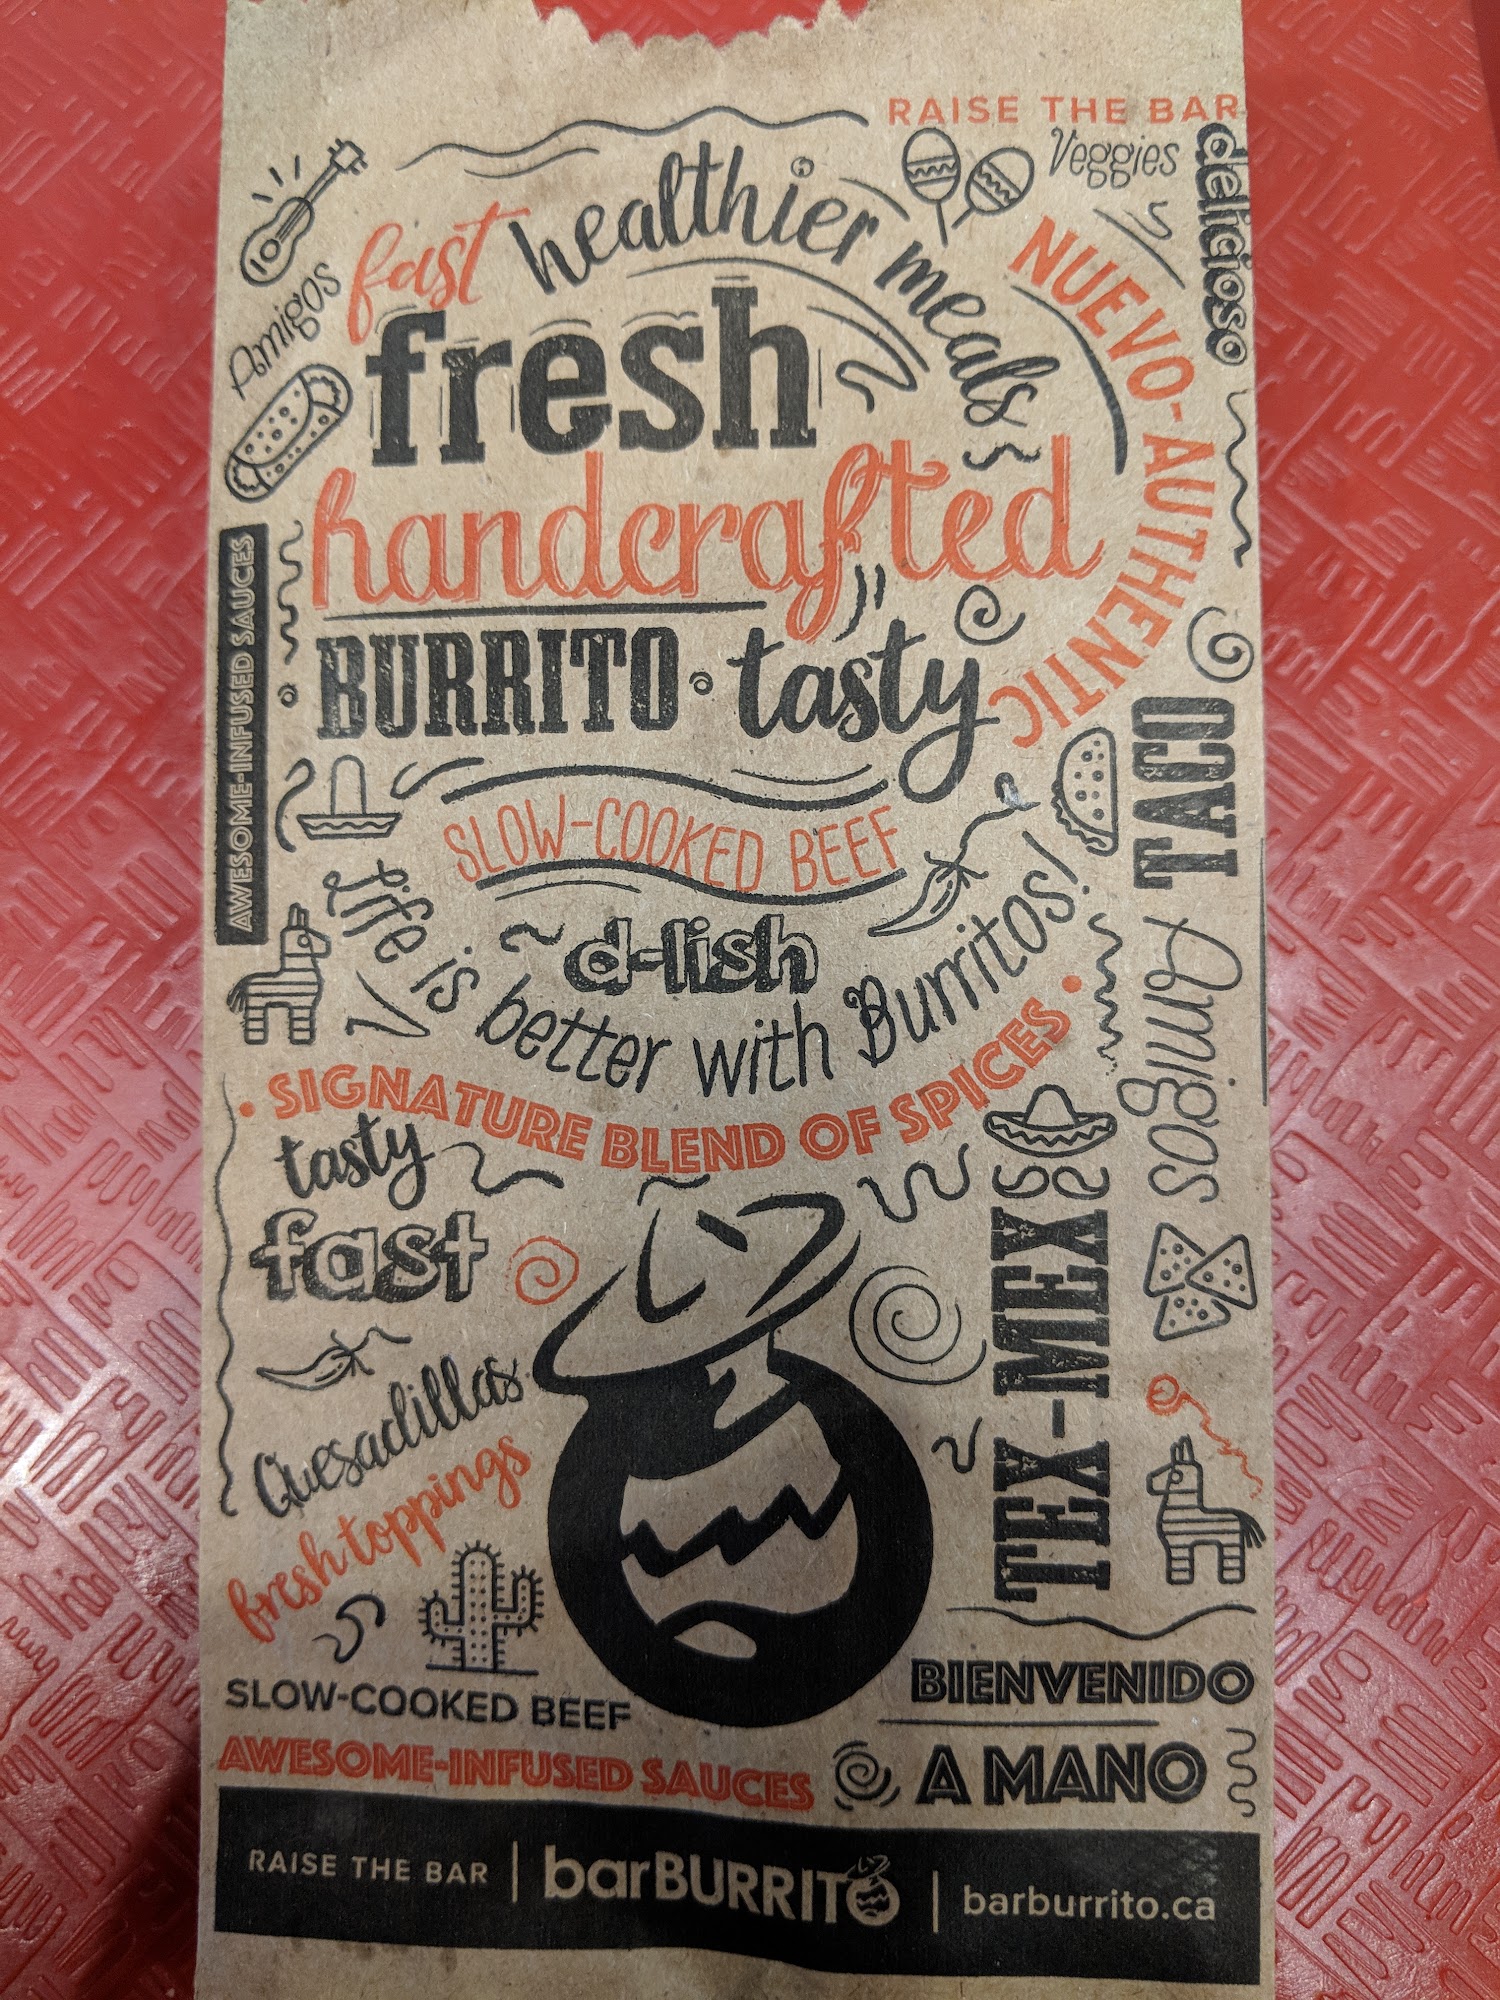 RAISE THE BAR
Veggies
delicioso
Amigos
fast healthier meals
NUEVO-AUTHENTIC
fresh
handcrafted
AWESOME-INFUSED SAUCES
BURRITO • tasty
TACO
SLOW-COOKED BEEF
d-lish
Life is better with Burritos!
Amigos
• SIGNATURE BLEND OF SPICES •
tasty
fast
TEX-MEX
Quesadillas
fresh toppings
SLOW-COOKED BEEF
BIENVENIDO
AWESOME-INFUSED SAUCES
A MANO
RAISE THE BAR | barBURRITO | barburrito.ca